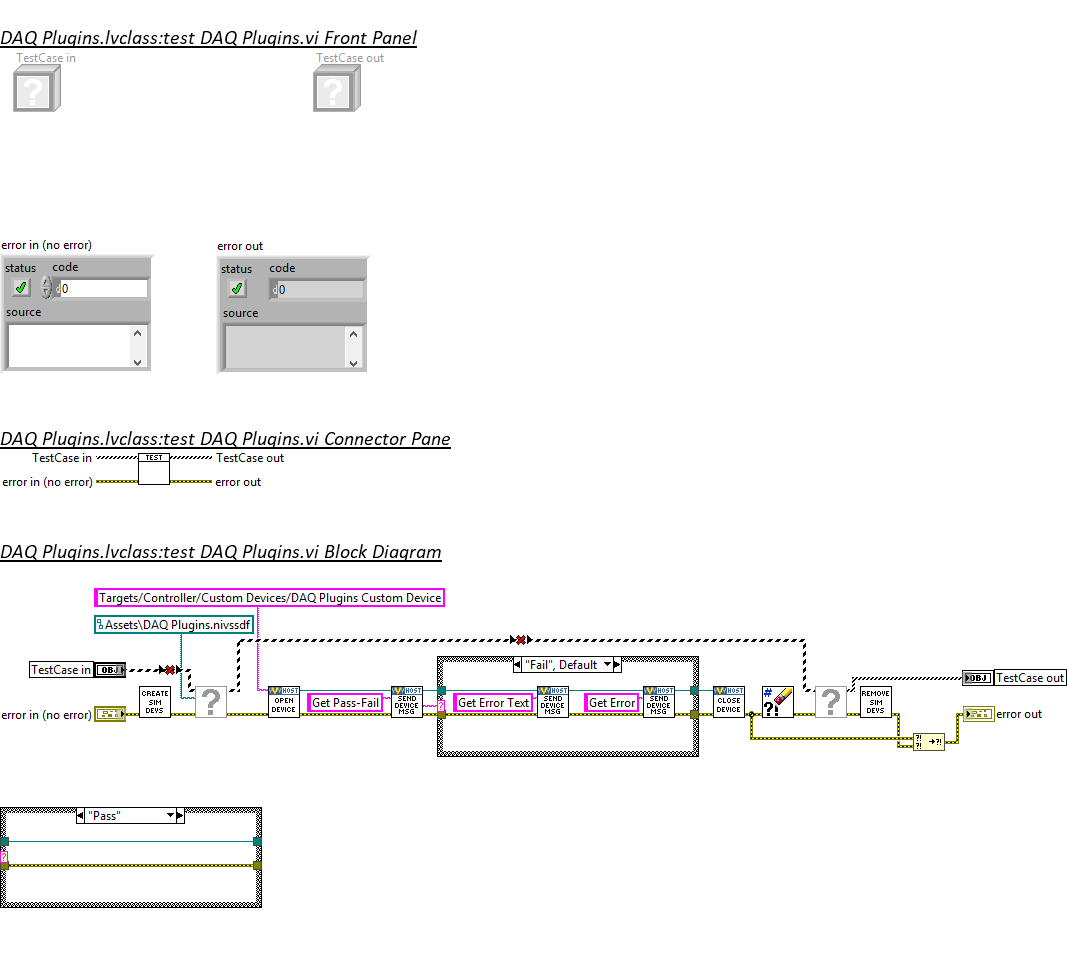 DAQ Plugins.lvclass:test DAQ Plugins.vi Front Panel
TestCase in
TestCase out
?
?
error in (no error)
error out
status
code
status
code
d
0
d
0
source
source
DAQ Plugins.lvclass:test DAQ Plugins.vi Connector Pane
TestCase in
TEST
TestCase out
error in (no error)
error out
DAQ Plugins.lvclass:test DAQ Plugins.vi Block Diagram
Targets/Controller/Custom Devices/DAQ Plugins Custom Device
Assets\DAQ Plugins.nivssdf
"Fail", Default
TestCase in
OBJ
OBJ
TestCase out
CREATE
SIM
DEVS
?
HOST
OPEN
DEVICE
Get Pass-Fail
HOST
SEND
DEVICE
MSG
?
Get Error Text
HOST
SEND
DEVICE
MSG
Get Error
HOST
SEND
DEVICE
MSG
HOST
CLOSE
DEVICE
#
?!
?
REMOVE
SIM
DEVS
error in (no error)
error out
?!
?!
?!
"Pass"
?